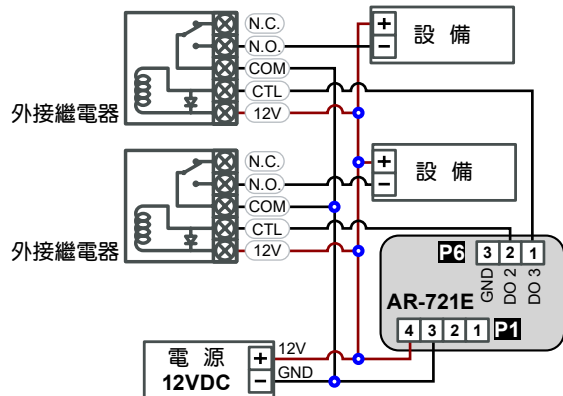 N.C.
N.O.
COM
CTL
12V
外接繼電器
+
−
設 備
N.C.
N.O.
COM
CTL
12V
外接繼電器
+
−
設 備
P6 3 2 1
GND
DO 2
DO 3
AR-721E
4 3 2 1 P1
電 源
12VDC
+ 12V
− GND